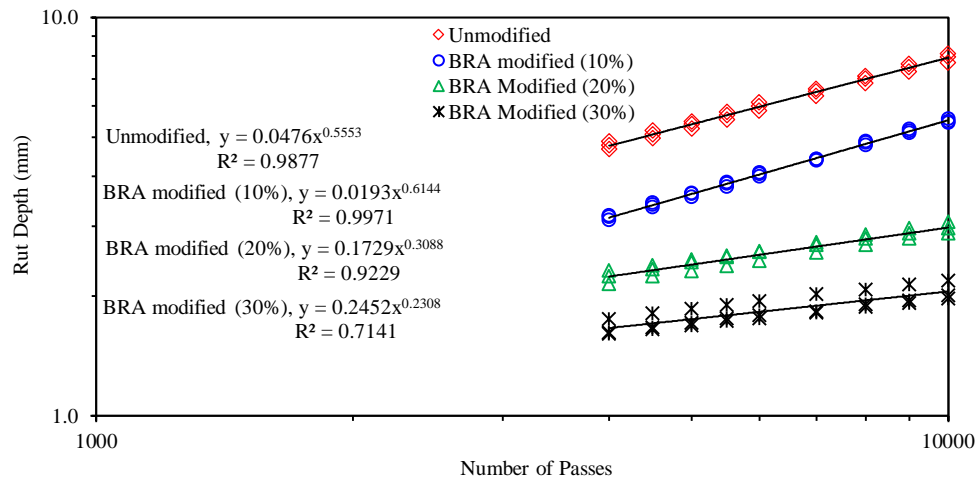 10.0
Unmodified
BRA modified (10%)
BRA Modified (20%)
BRA Modified (30%)
Unmodified, y = 0.0476x^0.5553
R² = 0.9877
BRA modified (10%), y = 0.0193x^0.6144
R² = 0.9971
BRA modified (20%), y = 0.1729x^0.3088
R² = 0.9229
BRA modified (30%), y = 0.2452x^0.2308
R² = 0.7141
Rut Depth (mm)
1.0
1000
10000
Number of Passes